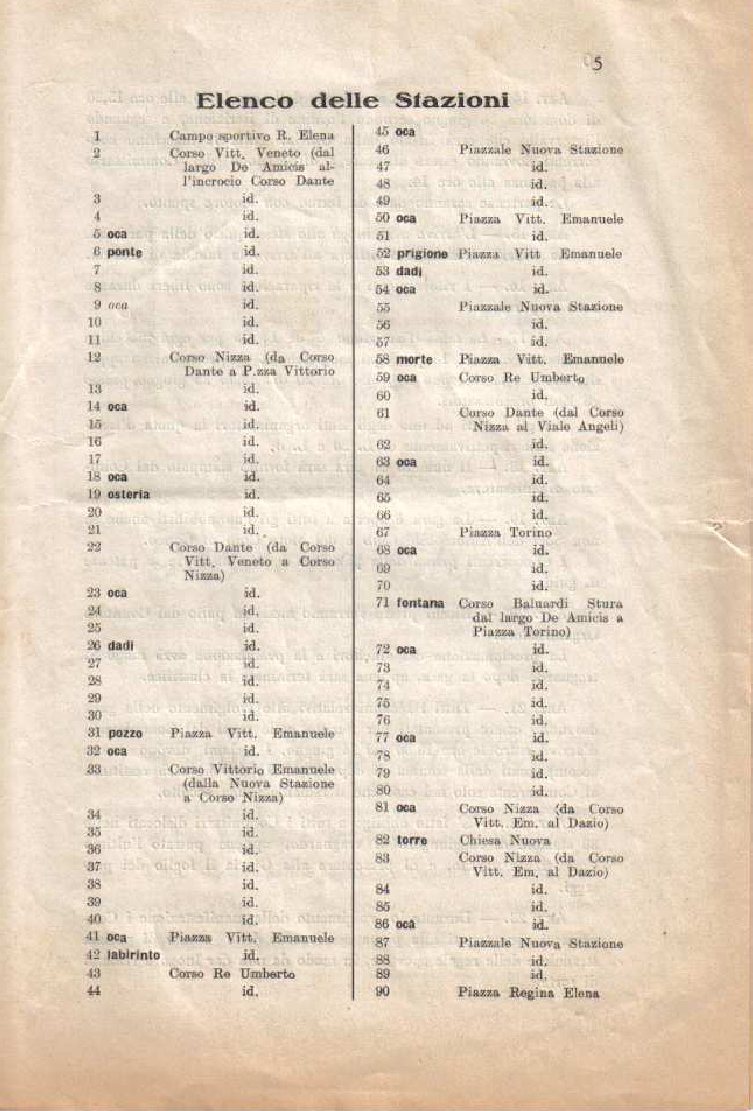 5
Elenco delle Stazioni
1 Campo sportivo R. Elena
2 Corso Vitt. Veneto (dal
largo De Amicis al-
l'incrocio Corso Dante
3 id.
4 id.
5 oca id.
6 ponte id.
7 id.
8 id.
9 oca id.
10 id.
11 id.
12 Corso Nizza (da Corso
Dante a P.zza Vittorio
13 id.
14 oca id.
15 id.
16 id.
17 id.
18 oca id.
19 osteria id.
20 id.
21 id.
22 Corso Dante (da Corso
Vitt. Veneto a Corso
Nizza)
23 oca id.
24 id.
25 id.
26 dadi id.
27 id.
28 id.
29 id.
30 id.
31 pozzo Piazza Vitt. Emanuele
32 oca id.
33 Corso Vittorio Emanuele
(dalla Nuova Stazione
a Corso Nizza)
34 id.
35 id.
36 id.
37 id.
38 id.
39 id.
40 id.
41 oca Piazza Vitt. Emanuele
42 labirinto id.
43 Corso Re Umberto
44 id.
45 oca
46 Piazzale Nuova Stazione
47 id.
48 id.
49 id.
50 oca Piazza Vitt. Emanuele
51 id.
52 prigione Piazza Vitt Emanuele
53 dadi id.
54 oca id.
55 Piazzale Nuova Stazione
56 id.
57 id.
58 morte Piazza Vitt. Emanuele
59 oca Corso Re Umberto
60 id.
61 Corso Dante (dal Corso
Nizza al Viale Angeli)
62 id.
63 oca id.
64 id.
65 id.
66 id.
67 Piazza Torino
68 oca id.
69 id.
70 id.
71 fontana Corso Baluardi Stura
dal largo De Amicis a
Piazza Torino)
72 oca id.
73 id.
74 id.
75 id.
76 id.
77 oca id.
78 id.
79 id.
80 id.
81 oca Corso Nizza (da Corso
Vitt. Em. al Dazio)
82 torre Chiesa Nuova
83 Corso Nizza (da Corso
Vitt. Em. al Dazio)
84 id.
85 id.
86 oca id.
87 Piazzale Nuova Stazione
88 id.
89 id.
90 Piazza Regina Elena